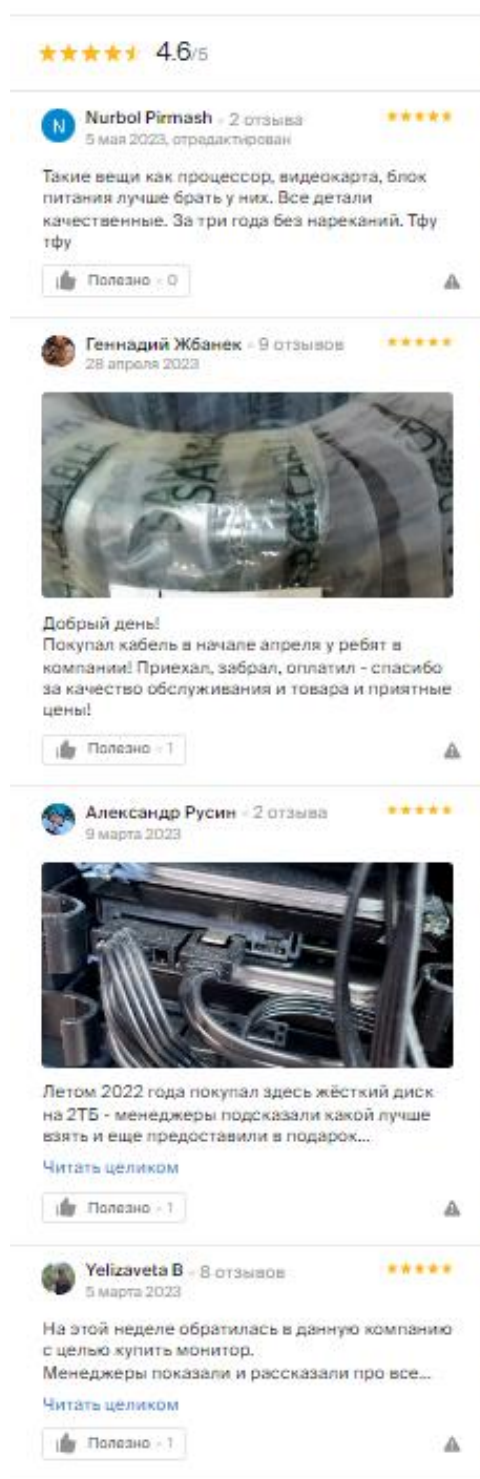 4.6/5
N
Nurbol Pirmash - 2 отзыва
5 мая 2023, отредактирован
Такие вещи как процессор, видеокарта, блок
питания лучше брать у них. Все детали
качественные. За три года без нареканий. Тфу
тфу
Полезно - 0
Геннадий Жбанек - 9 отзывов
28 апреля 2023
Добрый день!
Покупал кабель в начале апреля у ребят в
компании! Приехал, забрал, оплатил - спасибо
за качество обслуживания и товара и приятные
цены!
Полезно - 1
Александр Русин - 2 отзыва
9 марта 2023
Летом 2022 года покупал здесь жёсткий диск
на 2ТБ - менеджеры подсказали какой лучше
взять и еще предоставили в подарок...
Читать целиком
Полезно - 1
Yelizaveta B - 8 отзывов
5 марта 2023
На этой неделе обратилась в данную компанию
с целью купить монитор.
Менеджеры показали и рассказали про все...
Читать целиком
Полезно - 1